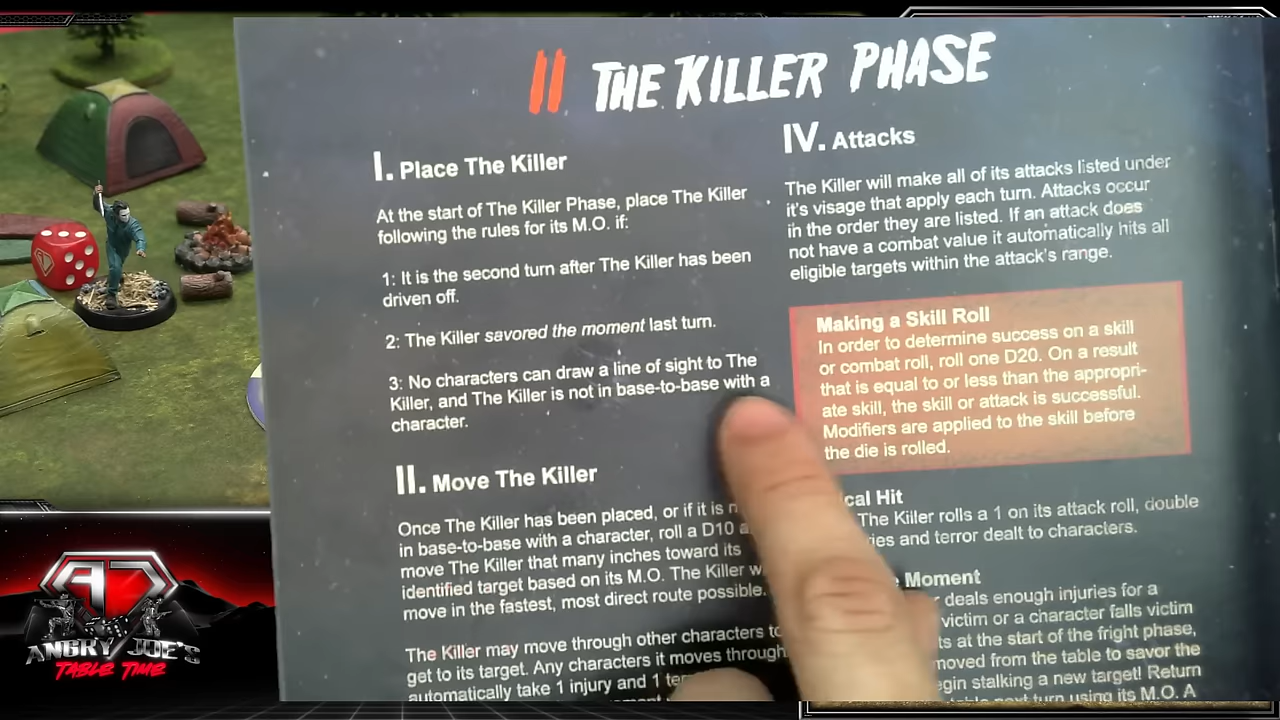 II THE KILLER PHASE
I. Place The Killer
At the start of The Killer Phase, place The Killer
following the rules for its M.O. if:
1: It is the second turn after The Killer has been
driven off.
2: The Killer savored the moment last turn.
3: No characters can draw a line of sight to The
Killer, and The Killer is not in base-to-base with a
character.
II. Move The Killer
Once The Killer has been placed, or if it is
in base-to-base with a character, roll a D10
move The Killer that many inches toward its
identified target based on its M.O. The Killer
move in the fastest, most direct route possible.
The Killer may move through other characters to
get to its target. Any characters it moves through
automatically take 1 injury and 1
IV. Attacks
The Killer will make all of its attacks listed under
it's visage that apply each turn. Attacks occur
in the order they are listed. If an attack does
not have a combat value it automatically hits all
eligible targets within the attack's range.
Making a Skill Roll
In order to determine success on a skill
or combat roll, roll one D20. On a result
that is equal to or less than the appropri-
ate skill, the skill or attack is successful.
Modifiers are applied to the skill before
the die is rolled.
Hit
The Killer rolls a 1 on its attack roll, double
and terror dealt to characters.
Moment
deals enough injuries for a
victim or a character falls victim
at the start of the fright phase,
from the table to savor the
stalking a new target! Return
next turn using its M.O. A
AJ
ANGRY JOE'S
TABLE TIME